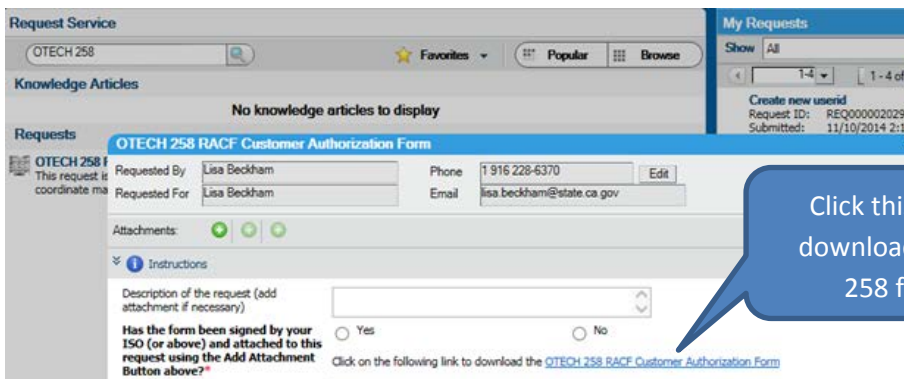 Request Service
OTECH 258
Favorites
Popular
Browse
Knowledge Articles
No knowledge articles to display
Requests
OTECH 258
This request is
coordinate
My Requests
Show All
1-4
1 - 4 of
Create new userid
Request ID: REQ000002029
Submitted: 11/10/2014
OTECH 258 RACF Customer Authorization Form
Requested By Lisa Beckham Phone 1 916 228-6370 Edit
Requested For Lisa Beckham Email lisa.beckham@state.ca.gov
Attachments:
Instructions
Description of the request (add
attachment if necessary)
Has the form been signed by your
ISO (or above) and attached to this
request using the Add Attachment
Button above?*
Yes No
Click on the following link to download the OTECH 258 RACF Customer Authorization Form
Click
258